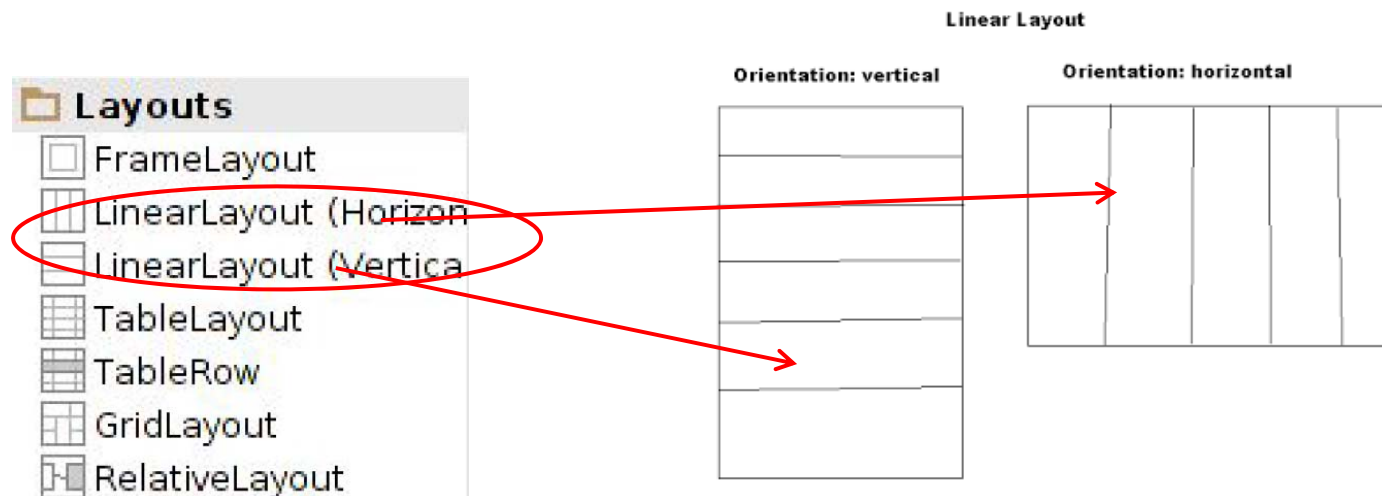 Linear Layout
Orientation: vertical
Orientation: horizontal
Layouts
FrameLayout
LinearLayout (Horizon
LinearLayout (Vertica
TableLayout
TableRow
GridLayout
RelativeLayout